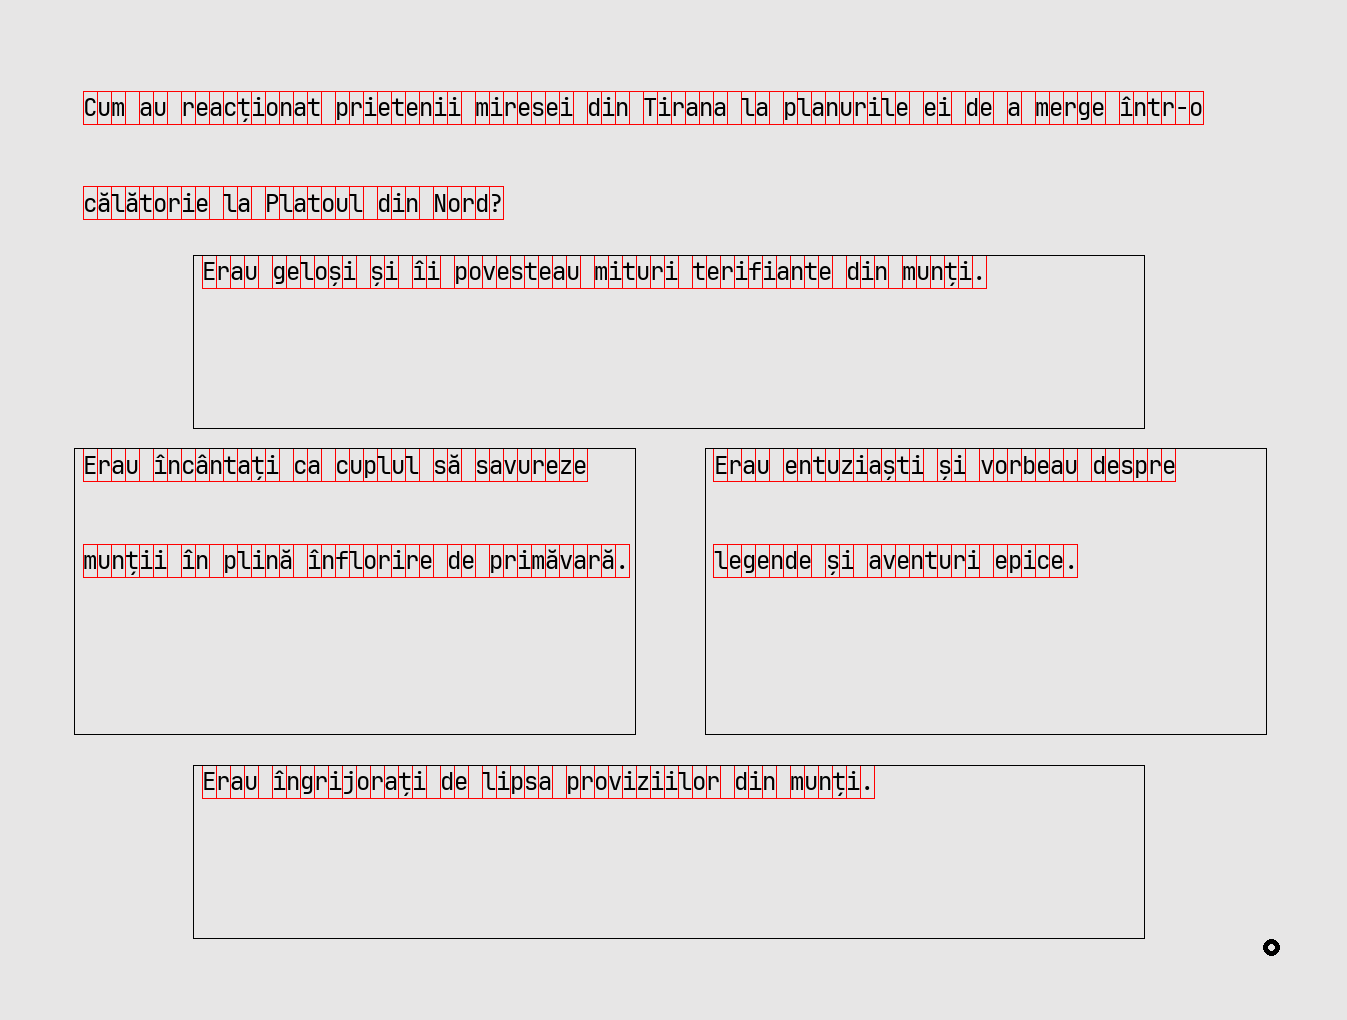 Cum au reacționat prietenii miresei din Tirana la planurile ei de a merge într-o
călătorie la Platoul din Nord?
Erau geloși și îi povesteau mituri terifiante din munți.
Erau încântați ca cuplul să savureze
munții în plină înflorire de primăvară.
Erau entuziaști și vorbeau despre
legende și aventuri epice.
Erau îngrijorați de lipsa proviziilor din munți.